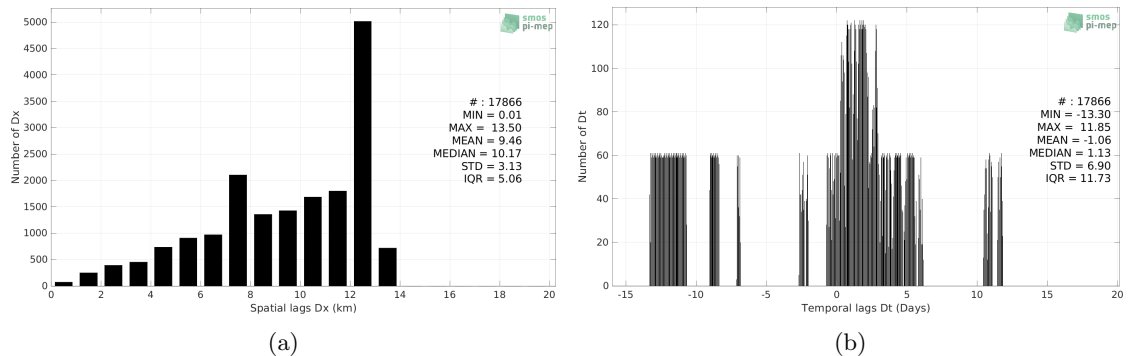 smos
pi-mep
5000
4500
4000
3500
3000
2500
2000
1500
1000
500
0
Number of Dx
# : 17866
MIN = 0.01
MAX = 13.50
MEAN = 9.46
MEDIAN = 10.17
STD = 3.13
IQR = 5.06
0 2 4 6 8 10 12 14 16 18 20
Spatial lags Dx (km)
(a)
smos
pi-mep
120
100
80
60
40
20
0
Number of Dt
# : 17866
MIN = -13.30
MAX = 11.85
MEAN = -1.06
MEDIAN = 1.13
STD = 6.90
IQR = 11.73
-15 -10 -5 0 5 10 15 20
Temporal lags Dt (Days)
(b)